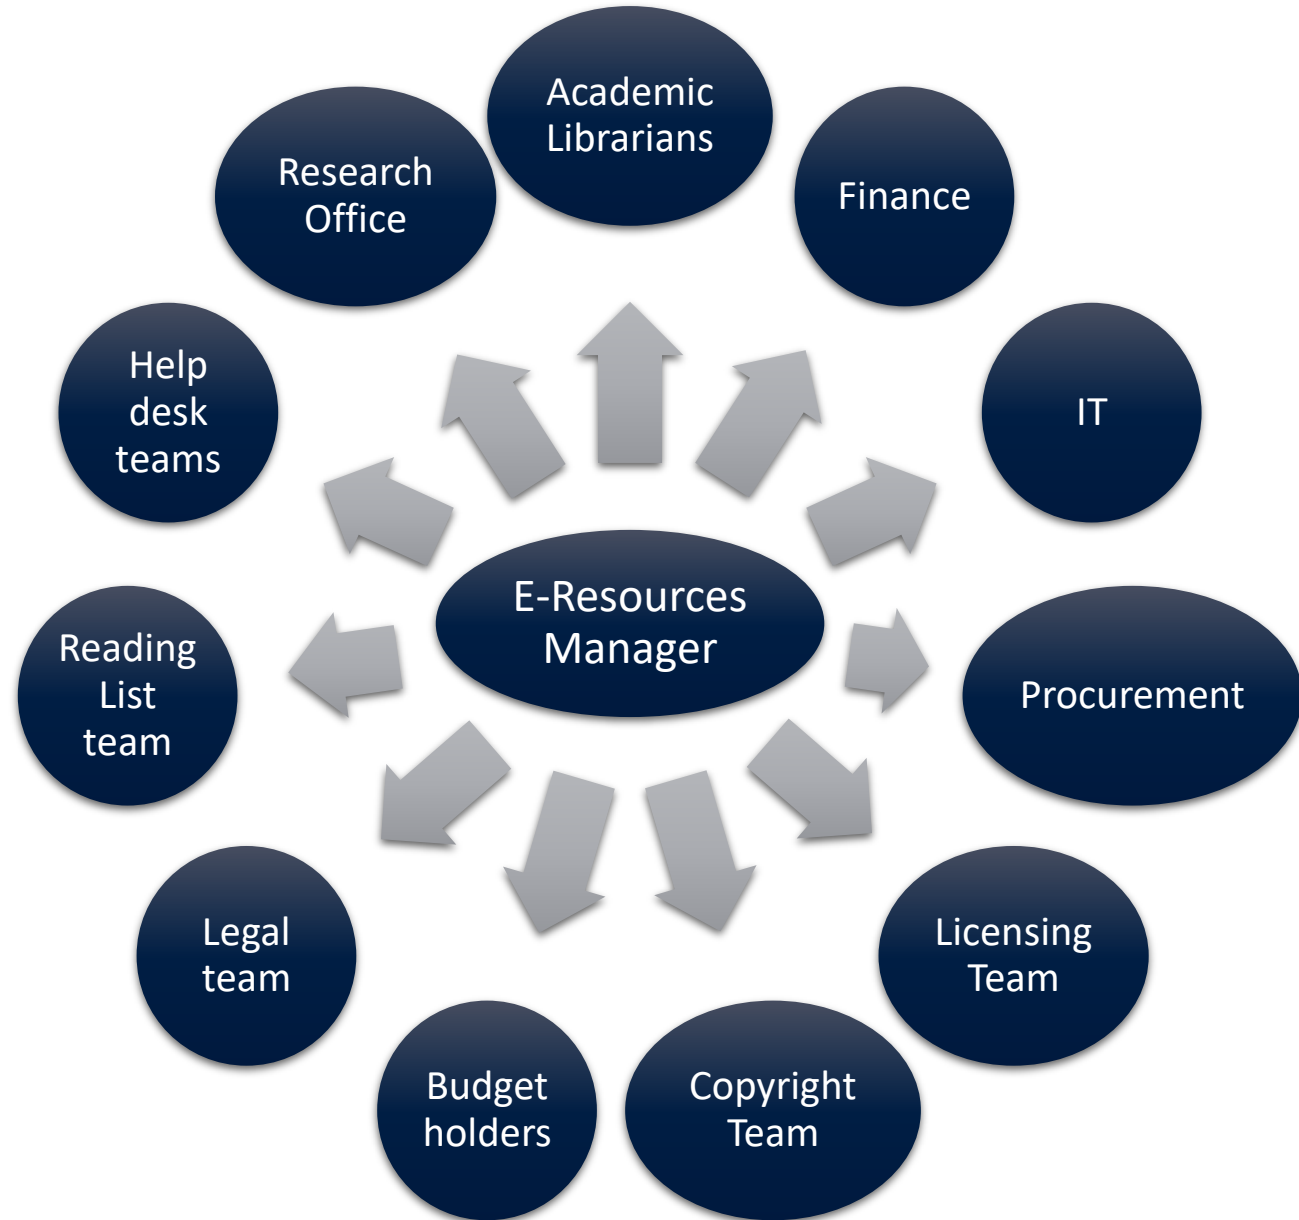 Academic
Librarians
Finance
IT
Procurement
Licensing
Team
Copyright
Team
Budget
holders
Legal
team
Reading
List
team
Help
desk
teams
Research
Office
E-Resources
Manager